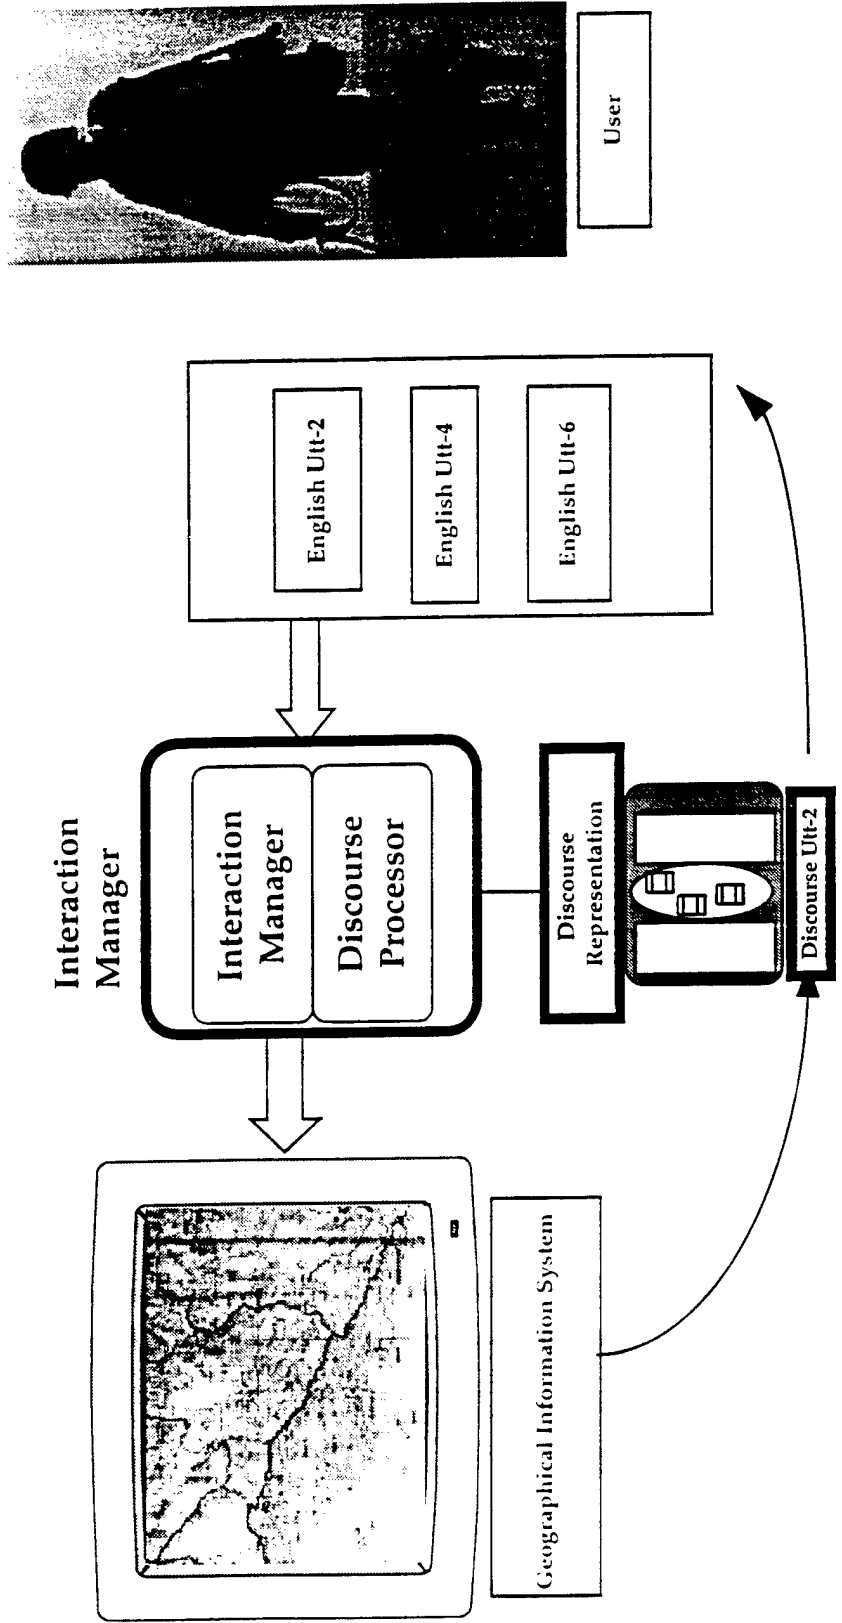 Interaction
Manager
Interaction
Manager
Discourse
Processor
Geographical Information System
Discourse
Representation
Discourse Utt-2
English Utt-2
English Utt-4
English Utt-6
User